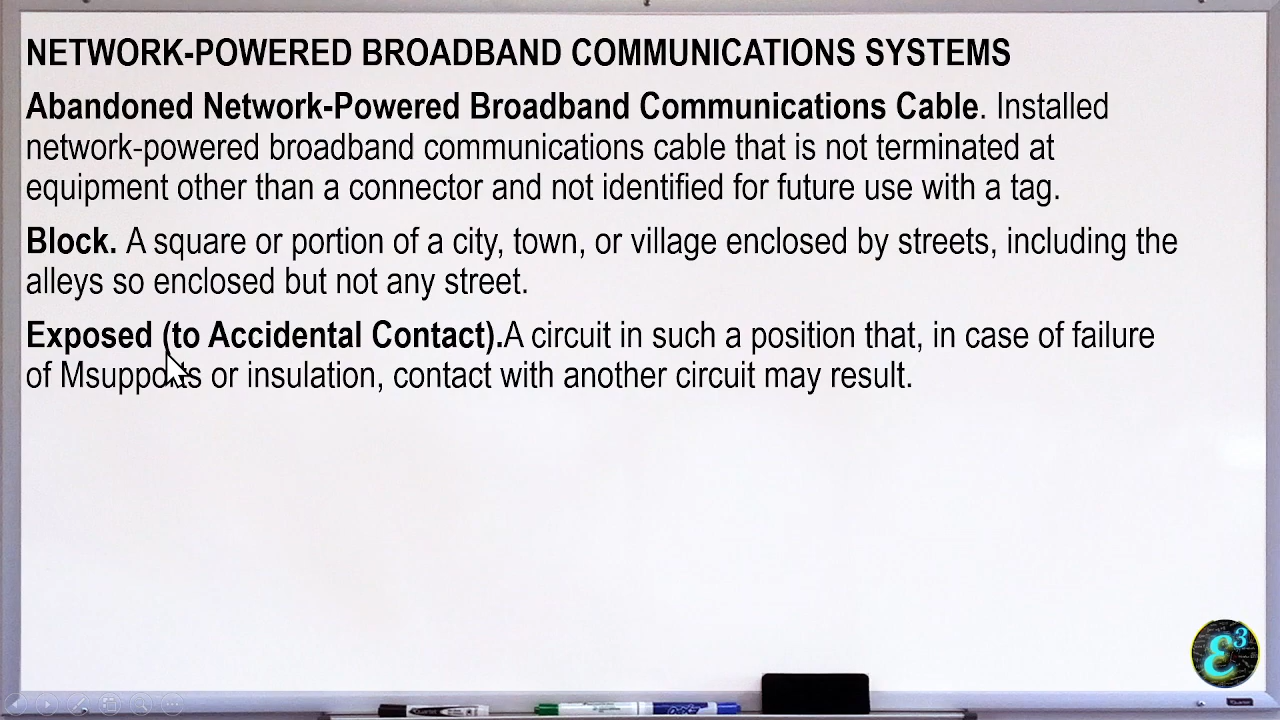 NETWORK-POWERED BROADBAND COMMUNICATIONS SYSTEMS
Abandoned Network-Powered Broadband Communications Cable. Installed
network-powered broadband communications cable that is not terminated at
equipment other than a connector and not identified for future use with a tag.
Block. A square or portion of a city, town, or village enclosed by streets, including the
alleys so enclosed but not any street.
Exposed (to Accidental Contact).A circuit in such a position that, in case of failure
of Msupports or insulation, contact with another circuit may result.
ε3